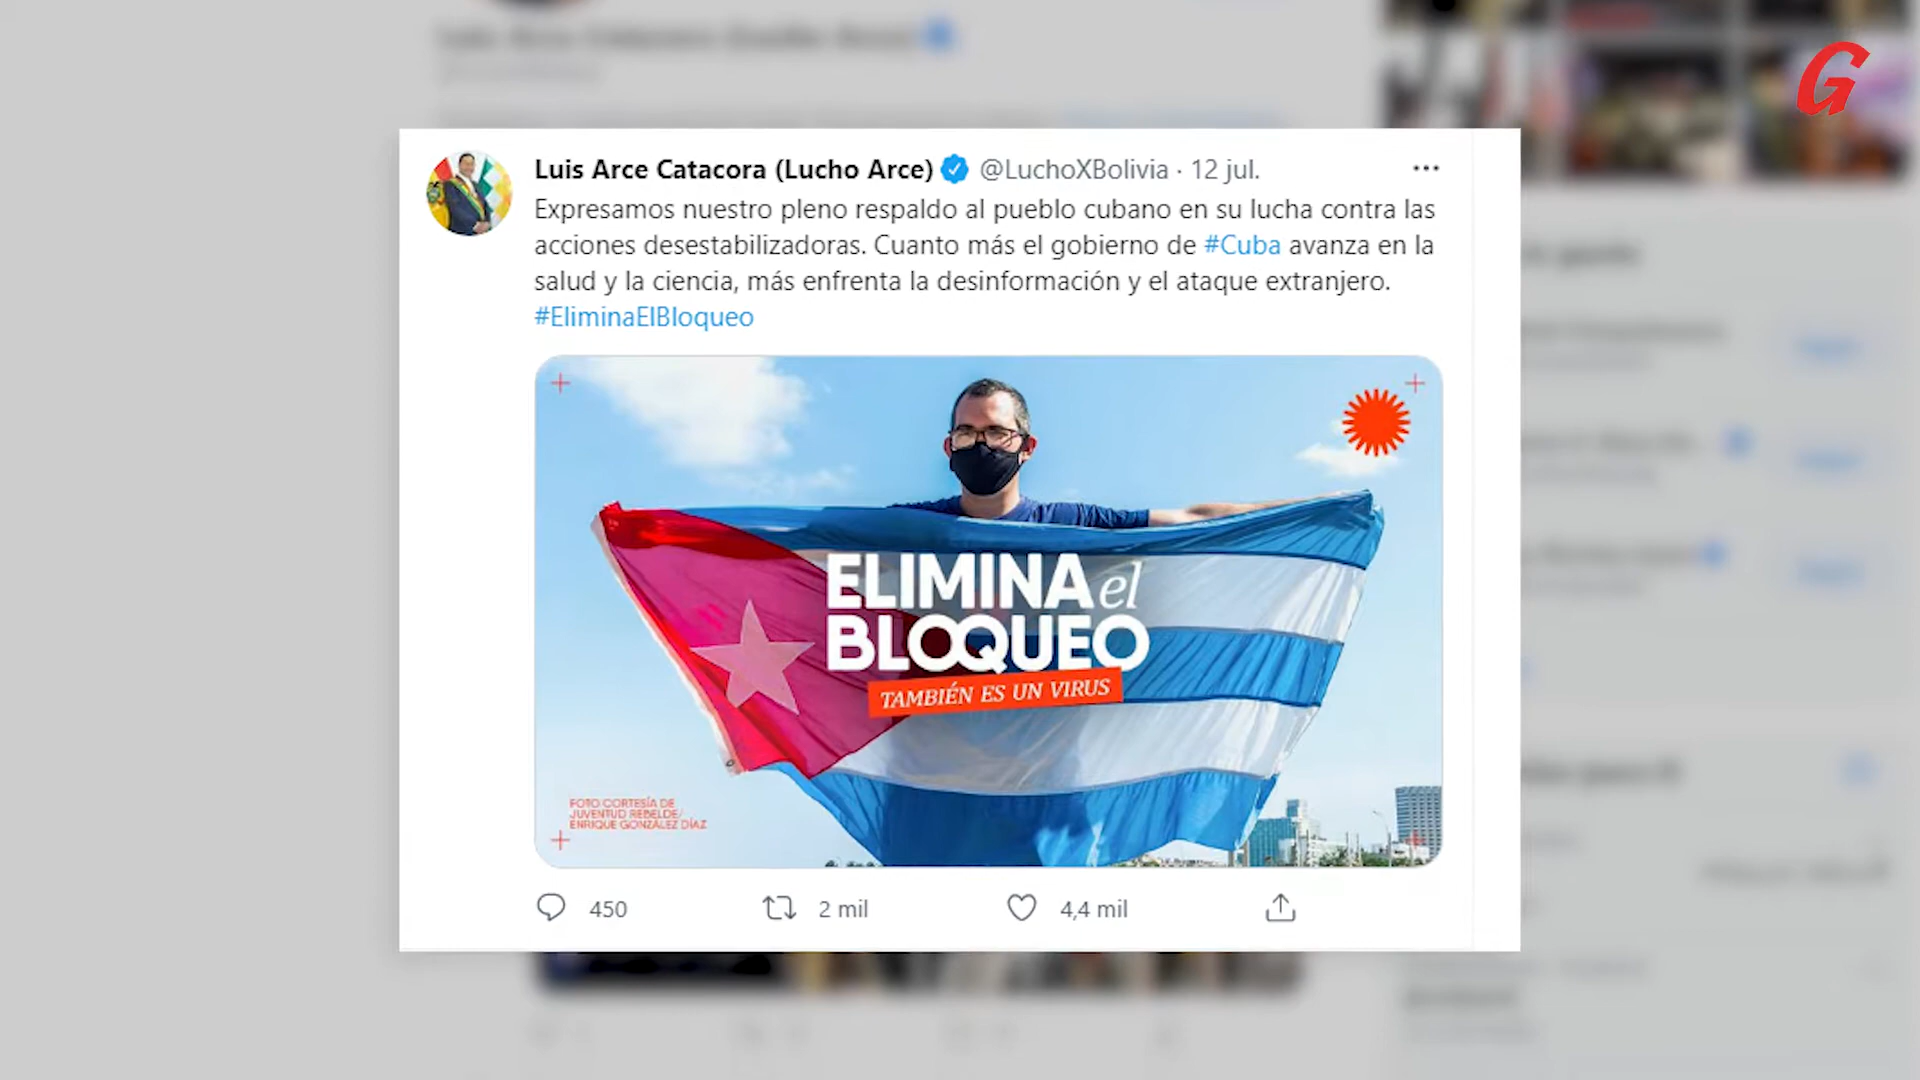 G
Luis Arce Catacora (Lucho Arce) @LuchoXBolivia · 12 jul.
Expresamos nuestro pleno respaldo al pueblo cubano en su lucha contra las
acciones desestabilizadoras. Cuanto más el gobierno de #Cuba avanza en la
salud y la ciencia, más enfrenta la desinformación y el ataque extranjero.
#EliminaElBloqueo
ELIMINA el
BLOQUEO
TAMBIÉN ES UN VIRUS
FOTO CORTESÍA DE
JUVENTUD REBELDE/
ENRIQUE GONZÁLEZ DÍAZ
450 2 mil 4,4 mil